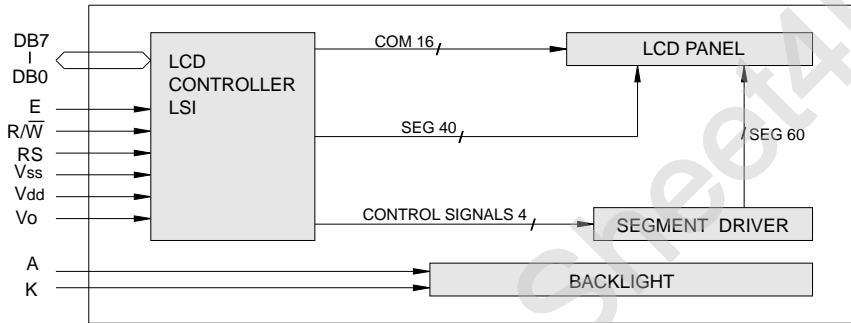 DB7
DB0
E
R/W̅
RS
Vss
Vdd
Vo
A
K
LCD
CONTROLLER
LSI
COM 16
SEG 40
CONTROL SIGNALS 4
LCD PANEL
SEG 60
SEGMENT DRIVER
BACKLIGHT